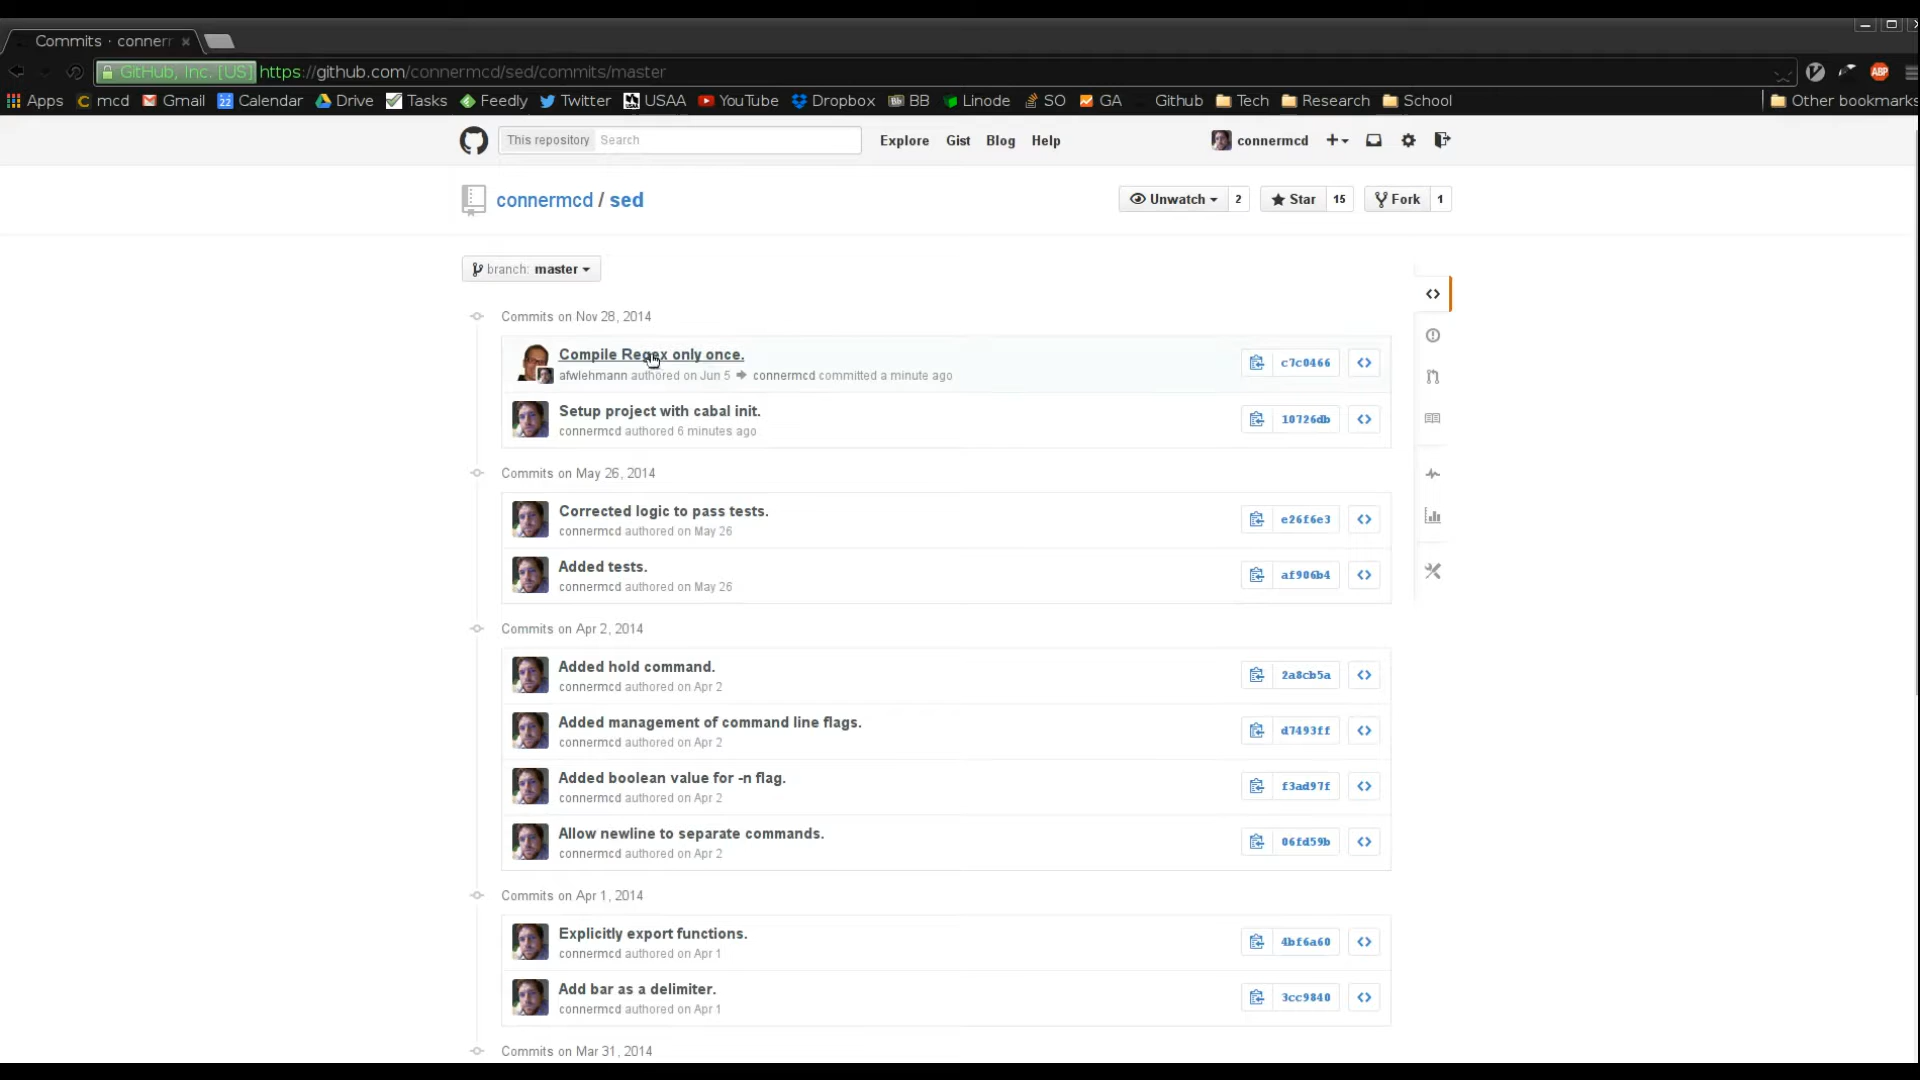 Commits · conner
GitHub, Inc. [US] https://github.com/connermcd/sed/commits/master
Apps mcd Gmail 22 Calendar Drive Tasks Feedly Twitter USAA YouTube Dropbox Bb BB Linode SO GA Github Tech Research School Other bookmarks
This repository Search Explore Gist Blog Help connermcd
connermcd / sed Unwatch 2 Star 15 Fork 1
branch: master
Commits on Nov 28, 2014
Compile Regex only once.
afwlehmann authored on Jun 5 connermcd committed a minute ago c7c0466
Setup project with cabal init.
connermcd authored 6 minutes ago 10726db
Commits on May 26, 2014
Corrected logic to pass tests.
connermcd authored on May 26 e26f6e3
Added tests.
connermcd authored on May 26 af906b4
Commits on Apr 2, 2014
Added hold command.
connermcd authored on Apr 2 2a8cb5a
Added management of command line flags.
connermcd authored on Apr 2 d7493ff
Added boolean value for -n flag.
connermcd authored on Apr 2 f3ad97f
Allow newline to separate commands.
connermcd authored on Apr 2 06fd59b
Commits on Apr 1, 2014
Explicitly export functions.
connermcd authored on Apr 1 4bf6a60
Add bar as a delimiter.
connermcd authored on Apr 1 3cc9840
Commits on Mar 31, 2014